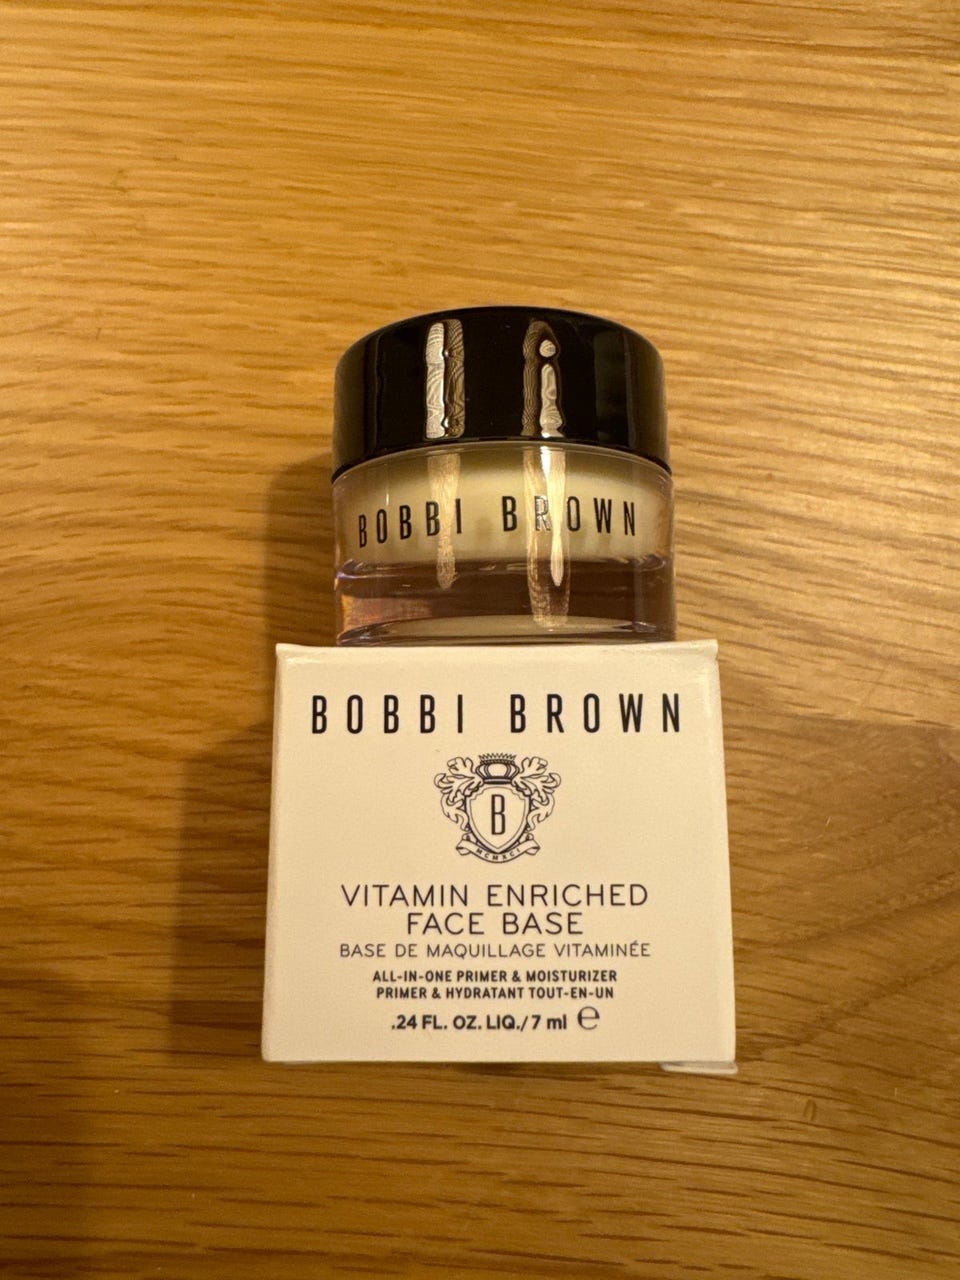 BOBBI BROWN
BOBBI BROWN
B
MCMXCI
VITAMIN ENRICHED
FACE BASE
BASE DE MAQUILLAGE VITAMINÉE
ALL-IN-ONE PRIMER & MOISTURIZER
PRIMER & HYDRATANT TOUT-EN-UN
.24 FL. OZ. LIQ./7 ml ℮